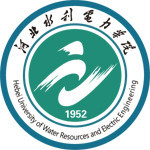 河北水利电力学院
1952
Hebei University of Water Resources and Electric Engineering